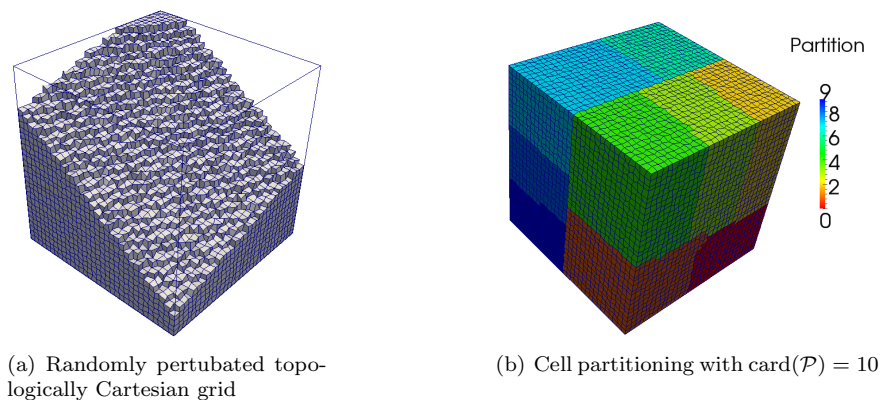 Partition
9
8
6
4
2
0
(a) Randomly pertubated topo-
logically Cartesian grid
(b) Cell partitioning with card(𝒫) = 10